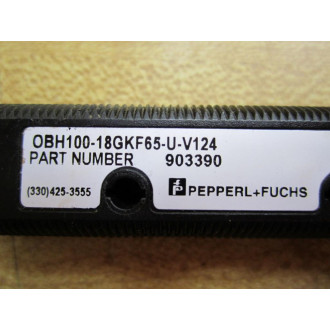 OBH100-18GKF65-U-V124
PART NUMBER 903390
(330)425-3555 PEPPERL+FUCHS